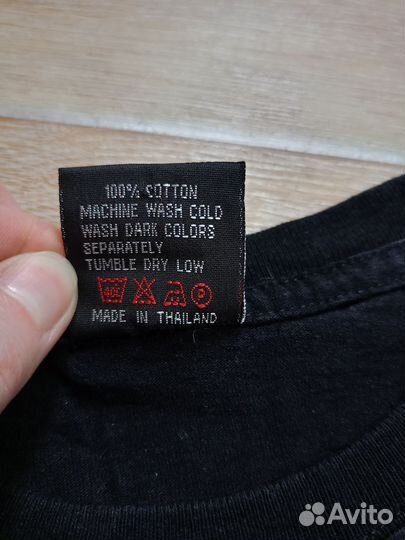 100% COTTON
MACHINE WASH COLD
WASH DARK COLORS
SEPARATELY
TUMBLE DRY LOW
P
MADE IN THAILAND
Avito